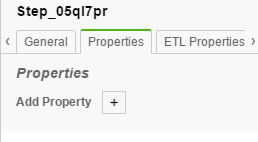 Step_05ql7pr
‹ General Properties ETL Properties ›
Properties
Add Property +